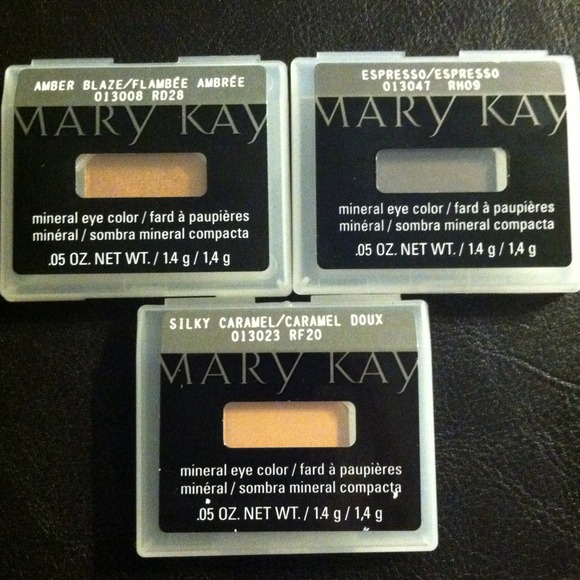 AMBER BLAZE/FLAMBÉE AMBRÉE
013008 RD28
MARY KAY
mineral eye color / fard à paupières
minéral / sombra mineral compacta
.05 OZ. NET WT. / 1.4 g / 1,4 g
ESPRESSO/ESPRESSO
013047 RH09
MARY KAY
mineral eye color / fard à paupières
minéral / sombra mineral compacta
.05 OZ. NET WT. / 1.4 g / 1,4 g
SILKY CARAMEL/CARAMEL DOUX
013023 RF20
MARY KAY
mineral eye color / fard à paupières
minéral / sombra mineral compacta
.05 OZ. NET WT. / 1.4 g / 1,4 g